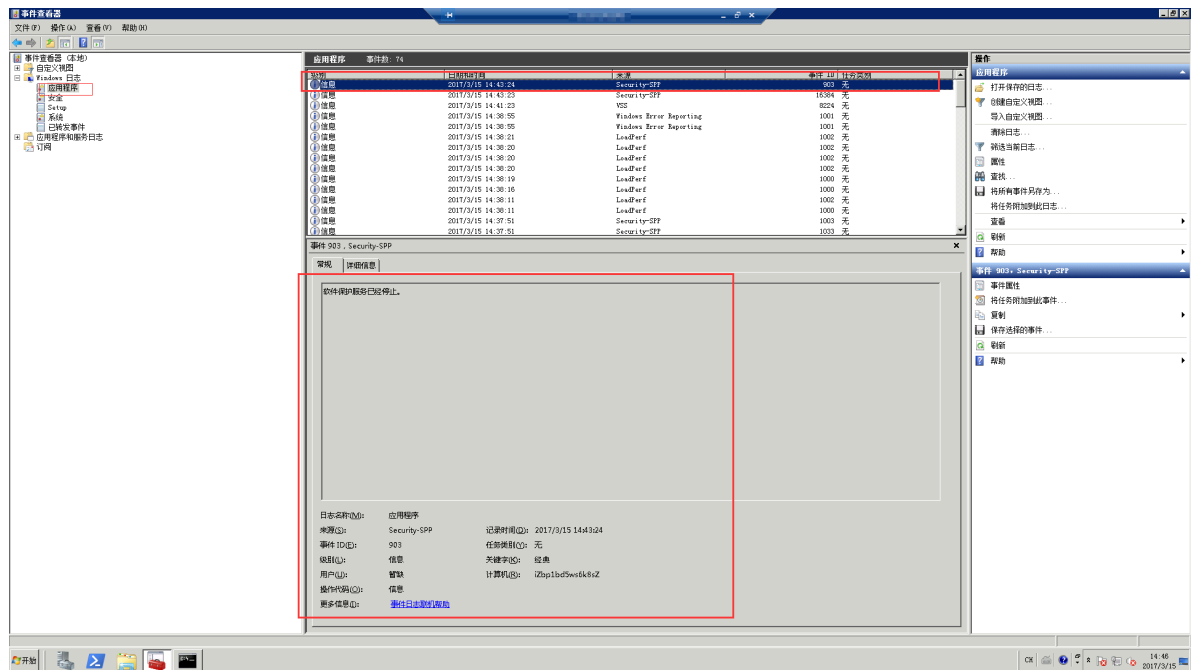 事件查看器
文件(F) 操作(A) 查看(V) 帮助(H)
事件查看器 (本地)
自定义视图
Windows 日志
应用程序
安全
Setup
系统
已转发事件
应用程序和服务日志
订阅
应用程序 事件数: 74
级别 日期和时间 来源 事件 ID 任务类别
信息 2017/3/15 14:43:24 Security-SPP 903 无
信息 2017/3/15 14:43:23 Security-SPP 16384 无
信息 2017/3/15 14:41:23 VSS 8224 无
信息 2017/3/15 14:38:55 Windows Error Reporting 1001 无
信息 2017/3/15 14:38:55 Windows Error Reporting 1001 无
信息 2017/3/15 14:38:21 LoadPerf 1002 无
信息 2017/3/15 14:38:20 LoadPerf 1002 无
信息 2017/3/15 14:38:20 LoadPerf 1002 无
信息 2017/3/15 14:38:20 LoadPerf 1002 无
信息 2017/3/15 14:38:19 LoadPerf 1000 无
信息 2017/3/15 14:38:16 LoadPerf 1000 无
信息 2017/3/15 14:38:11 LoadPerf 1002 无
信息 2017/3/15 14:38:11 LoadPerf 1000 无
信息 2017/3/15 14:37:51 Security-SPP 1003 无
信息 2017/3/15 14:37:51 Security-SPP 1033 无
事件 903，Security-SPP
常规 详细信息
软件保护服务已经停止。
日志名称(M): 应用程序
来源(S): Security-SPP 记录时间(D): 2017/3/15 14:43:24
事件 ID(E): 903 任务类别(Y): 无
级别(L): 信息 关键字(K): 经典
用户(U): 暂缺 计算机(R): iZbp1bd5ws6k8sZ
操作代码(O): 信息
更多信息(I): 事件日志联机帮助
操作
应用程序
打开保存的日志...
创建自定义视图...
导入自定义视图...
清除日志...
筛选当前日志...
属性
查找...
将所有事件另存为...
将任务附加到此日志...
查看
刷新
帮助
事件 903，Security-SPP
事件属性
将任务附加到此事件...
复制
保存选择的事件...
刷新
帮助
开始
CH
14:46
2017/3/15